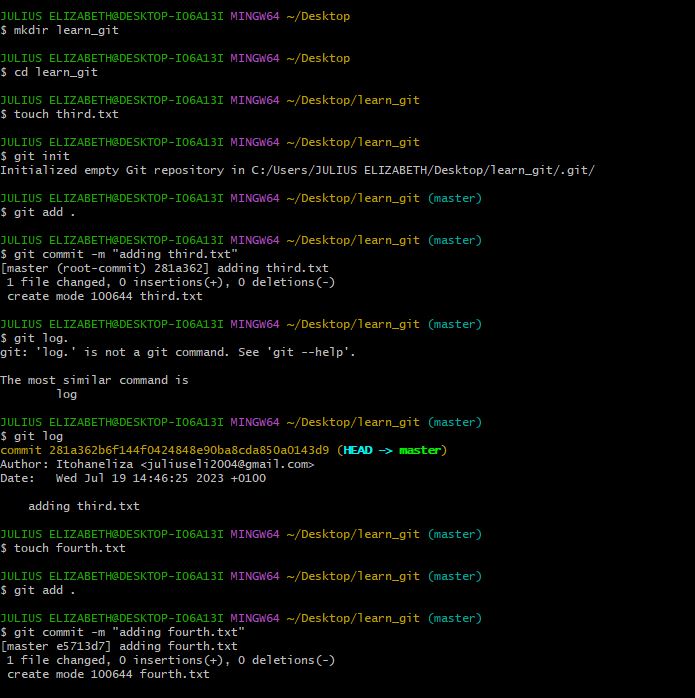 JULIUS ELIZABETH@DESKTOP-IO6A13I MINGW64 ~/Desktop
$ mkdir learn_git
JULIUS ELIZABETH@DESKTOP-IO6A13I MINGW64 ~/Desktop
$ cd learn_git
JULIUS ELIZABETH@DESKTOP-IO6A13I MINGW64 ~/Desktop/learn_git
$ touch third.txt
JULIUS ELIZABETH@DESKTOP-IO6A13I MINGW64 ~/Desktop/learn_git
$ git init
Initialized empty Git repository in C:/Users/JULIUS ELIZABETH/Desktop/learn_git/.git/
JULIUS ELIZABETH@DESKTOP-IO6A13I MINGW64 ~/Desktop/learn_git (master)
$ git add .
JULIUS ELIZABETH@DESKTOP-IO6A13I MINGW64 ~/Desktop/learn_git (master)
$ git commit -m "adding third.txt"
[master (root-commit) 281a362] adding third.txt
 1 file changed, 0 insertions(+), 0 deletions(-)
 create mode 100644 third.txt
JULIUS ELIZABETH@DESKTOP-IO6A13I MINGW64 ~/Desktop/learn_git (master)
$ git log.
git: 'log.' is not a git command. See 'git --help'.
The most similar command is
        log
JULIUS ELIZABETH@DESKTOP-IO6A13I MINGW64 ~/Desktop/learn_git (master)
$ git log
commit 281a362b6f144f0424848e90ba8cda850a0143d9 (HEAD -> master)
Author: Itohaneliza <juliuseli2004@gmail.com>
Date:   Wed Jul 19 14:46:25 2023 +0100
    adding third.txt
JULIUS ELIZABETH@DESKTOP-IO6A13I MINGW64 ~/Desktop/learn_git (master)
$ touch fourth.txt
JULIUS ELIZABETH@DESKTOP-IO6A13I MINGW64 ~/Desktop/learn_git (master)
$ git add .
JULIUS ELIZABETH@DESKTOP-IO6A13I MINGW64 ~/Desktop/learn_git (master)
$ git commit -m "adding fourth.txt"
[master e5713d7] adding fourth.txt
 1 file changed, 0 insertions(+), 0 deletions(-)
 create mode 100644 fourth.txt